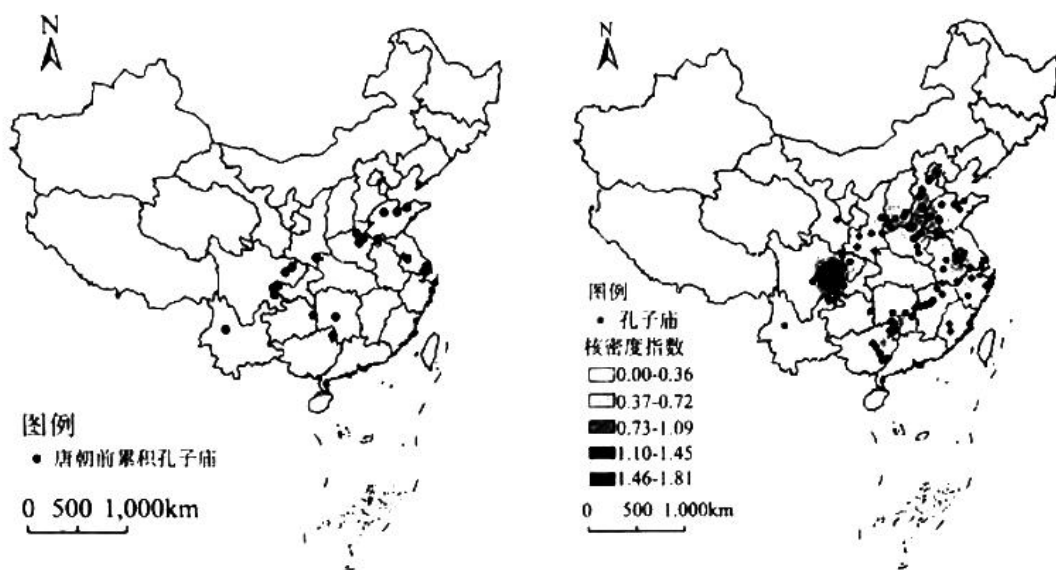 N
图例
唐朝前累积孔子庙
0 500 1,000km
N
图例
孔子庙
核密度指数
0.00-0.36
0.37-0.72
0.73-1.09
1.10-1.45
1.46-1.81
0 500 1.000km